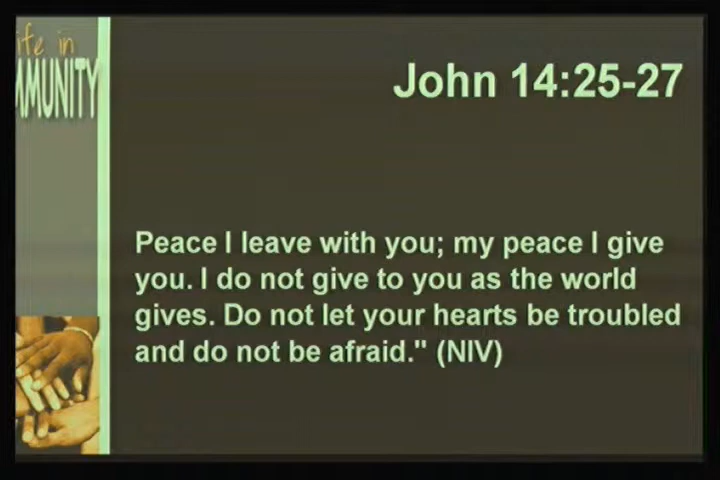 ife in
MMUNITY
John 14:25-27
Peace I leave with you; my peace I give
you. I do not give to you as the world
gives. Do not let your hearts be troubled
and do not be afraid." (NIV)